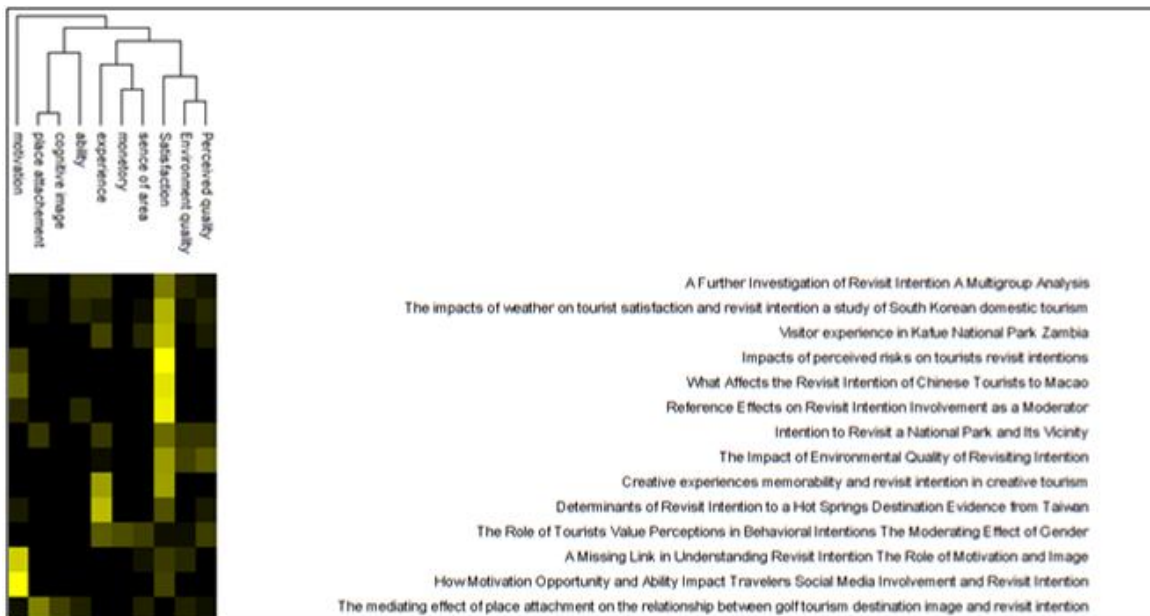 motivation
place attachement
cognitive image
ability
experience
monetory
sence of area
Satisfaction
Environment quality
Perceived quality
A Further Investigation of Revisit Intention A Multigroup Analysis
The impacts of weather on tourist satisfaction and revisit intention a study of South Korean domestic tourism
Visitor experience in Kafue National Park Zambia
Impacts of perceived risks on tourists revisit intentions
What Affects the Revisit Intention of Chinese Tourists to Macao
Reference Effects on Revisit Intention Involvement as a Moderator
Intention to Revisit a National Park and Its Vicinity
The Impact of Environmental Quality of Revisiting Intention
Creative experiences memorability and revisit intention in creative tourism
Determinants of Revisit Intention to a Hot Springs Destination Evidence from Taiwan
The Role of Tourists Value Perceptions in Behavioral Intentions The Moderating Effect of Gender
A Missing Link in Understanding Revisit Intention The Role of Motivation and Image
How Motivation Opportunity and Ability Impact Travelers Social Media Involvement and Revisit Intention
The mediating effect of place attachment on the relationship between golf tourism destination image and revisit intention